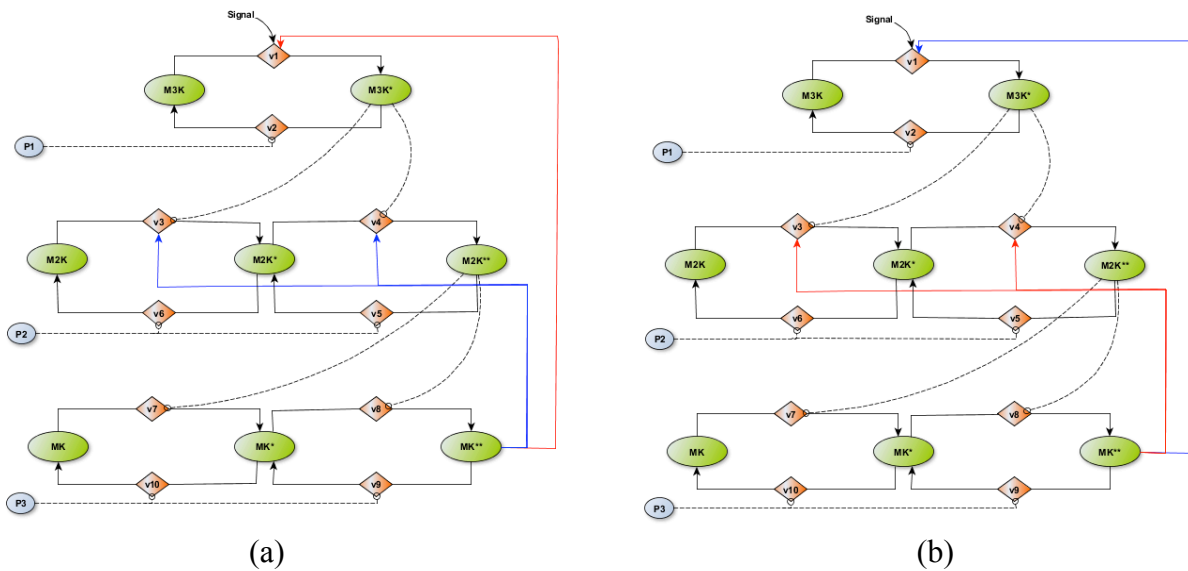 Signal
v1
M3K
M3K*
v2
P1
v3
v4
M2K
M2K*
M2K**
v6
v5
P2
v7
v8
MK
MK*
MK**
v10
v9
P3
(a)
Signal
v1
M3K
M3K*
v2
P1
v3
v4
M2K
M2K*
M2K**
v6
v5
P2
v7
v8
MK
MK*
MK**
v10
v9
P3
(b)